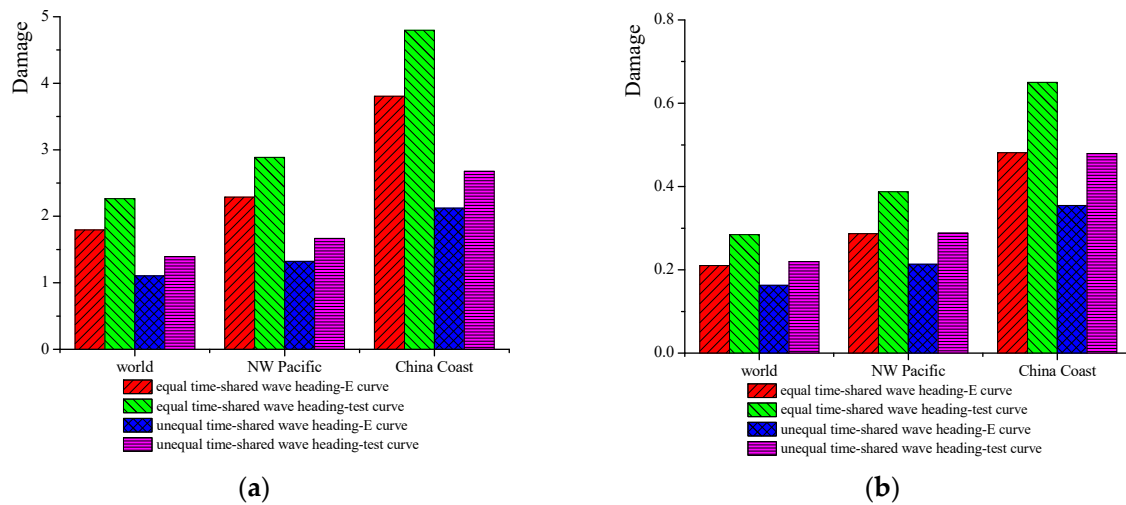 Damage
5
4
3
2
1
0
world NW Pacific China Coast
equal time-shared wave heading-E curve
equal time-shared wave heading-test curve
unequal time-shared wave heading-E curve
unequal time-shared wave heading-test curve
(a)
Damage
0.8
0.6
0.4
0.2
0.0
world NW Pacific China Coast
equal time-shared wave heading-E curve
equal time-shared wave heading-test curve
unequal time-shared wave heading-E curve
unequal time-shared wave heading-test curve
(b)